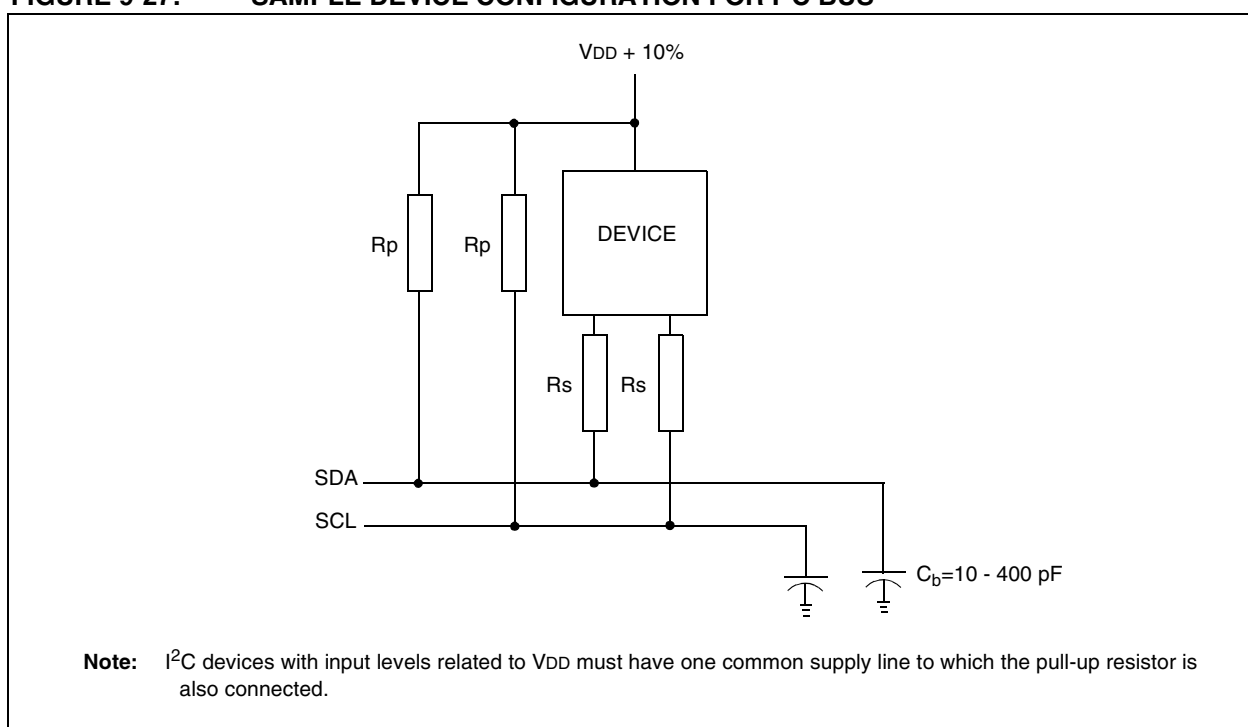 VDD + 10%
Rp
Rp
DEVICE
Rs
Rs
SDA
SCL
Cb=10 - 400 pF
Note: I2C devices with input levels related to VDD must have one common supply line to which the pull-up resistor is
also connected.